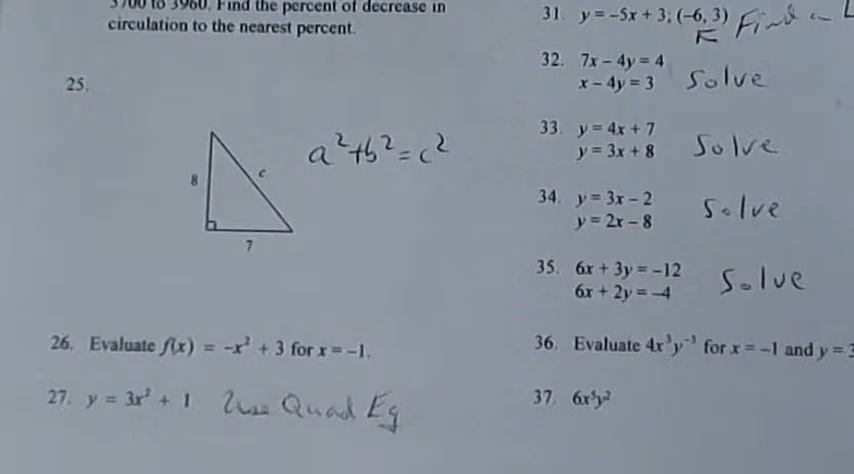 3700 to 3960. Find the percent of decrease in
circulation to the nearest percent.
25.
8
c
7
a²+b²=c²
26. Evaluate f(x) = -x² + 3 for x = -1.
27. y = 3x² + 1 Use Quad Eq
31. y = -5x + 3; (-6, 3) Find
32. 7x - 4y = 4
x - 4y = 3 Solve
33. y = 4x + 7
y = 3x + 8 Solve
34. y = 3x - 2
y = 2x - 8 Solve
35. 6x + 3y = -12
6x + 2y = -4 Solve
36. Evaluate 4x³y⁻³ for x = -1 and y = 3
37. 6x⁵y²